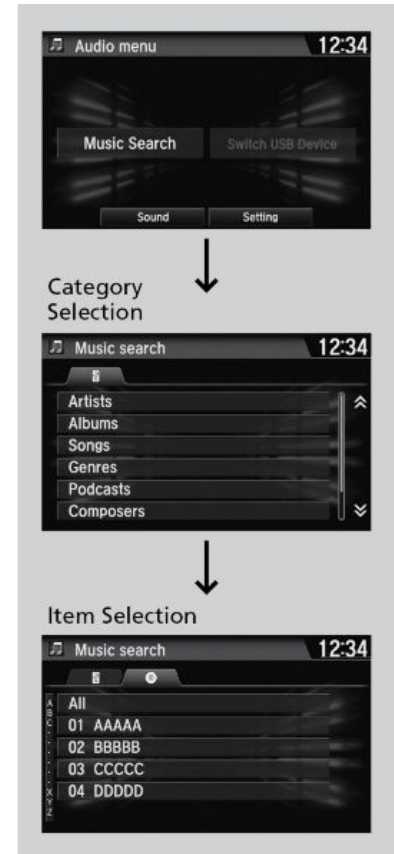 Audio menu 12:34
Music Search Switch USB Device
Sound Setting
Category
Selection
Music search 12:34
Artists
Albums
Songs
Genres
Podcasts
Composers
Item Selection
Music search 12:34
All
01 AAAAA
02 BBBBB
03 CCCCC
04 DDDDD
A
B
C
X
Y
Z